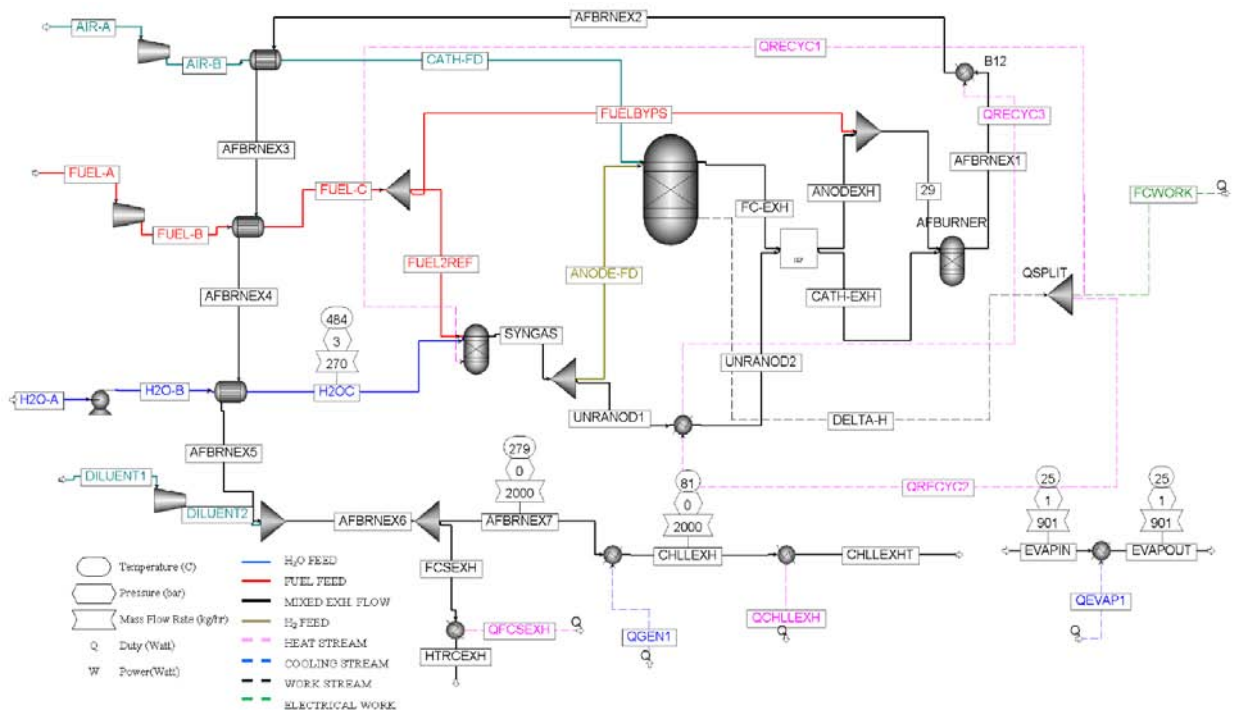 AIR-A
AFBRNEX2
QRECYC1
B12
AIR-B
CATH-FD
FUELBYPS
QRECYC3
AFBRNEX3
AFBRNEX1
FUEL-A
FUEL-C
ANODEXH
29
FCWORK
Q
FC-EXH
AFBURNER
FUEL-B
FUEL2REF
ANODE-FD
QSPLIT
AFBRNEX4
CATH-EXH
484
3
270
SYNGAS
UNRANOD2
H2O-A
H2O-B
H2OC
UNRANOD1
DELTA-H
AFBRNEX5
279
0
2000
DILUENT1
81
0
2000
QRECYC2
25
1
901
25
1
901
DILUENT2
AFBRNEX6
AFBRNEX7
CHLLEXH
CHLLEXHT
EVAPIN
EVAPOUT
Temperature (C)
H2O FEED
FCSEXH
Pressure (bar)
FUEL FEED
MIXED EXH. FLOW
Mass Flow Rate (kg/hr)
H2 FEED
QFCSEXH
Q
QGEN1
Q
QCHLLEXH
Q
QEVAP1
Q
Q Duty (Watt)
HEAT STREAM
HTRCEXH
COOLING STREAM
W Power(Watt)
WORK STREAM
ELECTRICAL WORK